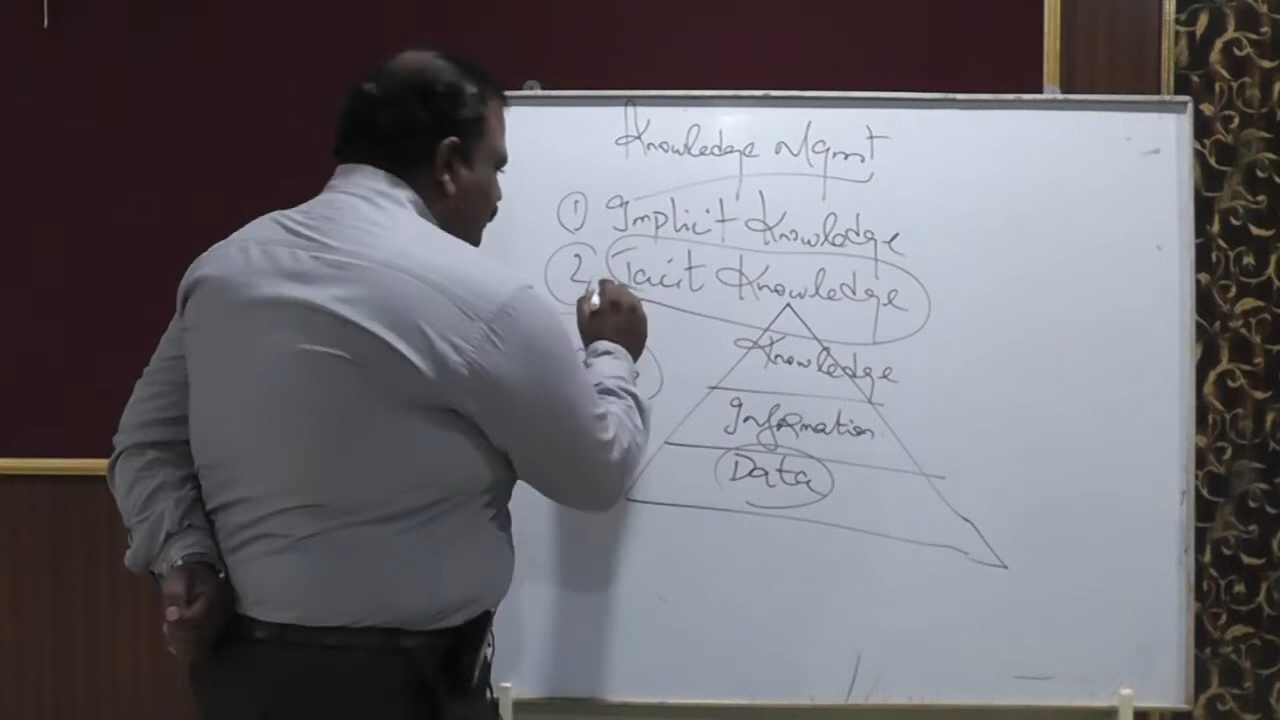 Knowledge Mgmt
① Implicit Knowledge
② Tacit Knowledge
Knowledge
Information
Data